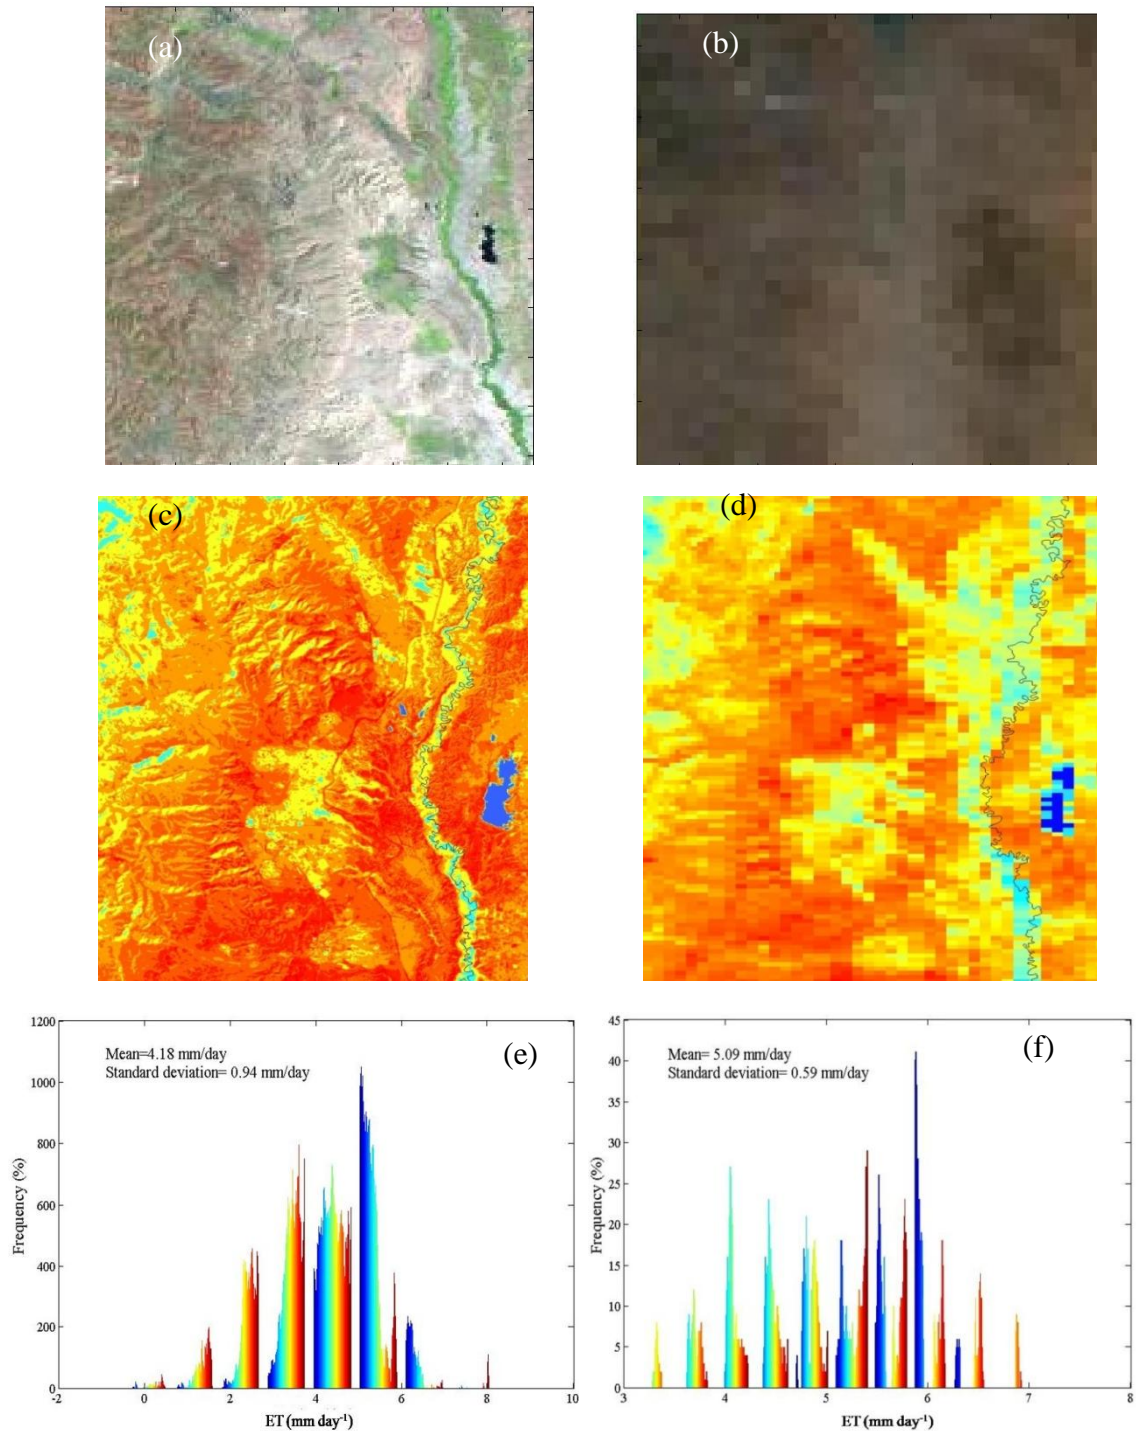 (a)
(b)
(c)
(d)
1200
1000
800
600
400
200
0
Frequency (%)
Mean=4.18 mm/day
Standard deviation= 0.94 mm/day
(e)
-2 0 2 4 6 8 10
ET (mm day-1)
45
40
35
30
25
20
15
10
5
0
Frequency (%)
Mean= 5.09 mm/day
Standard deviation= 0.59 mm/day
(f)
3 4 5 6 7 8
ET (mm day-1)